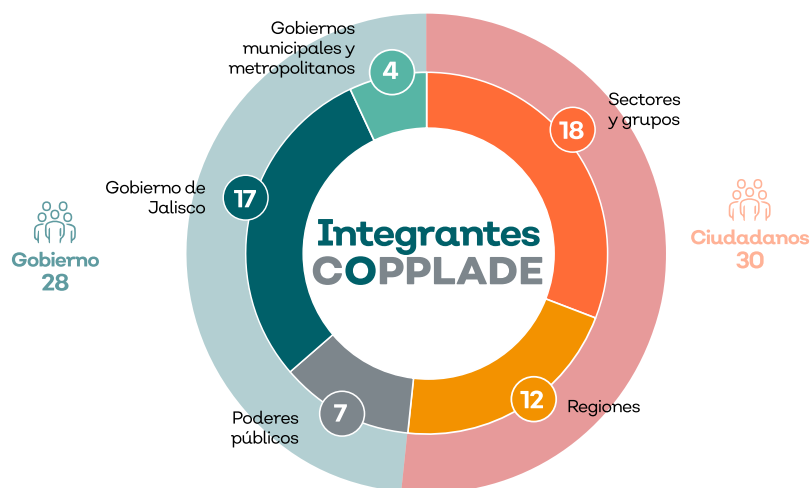 Gobiernos
municipales y
metropolitanos
4
Sectores
y grupos
18
Gobierno de
Jalisco
17
Integrantes
COPPLADE
Gobierno
28
Ciudadanos
30
Poderes
públicos
7
12
Regiones